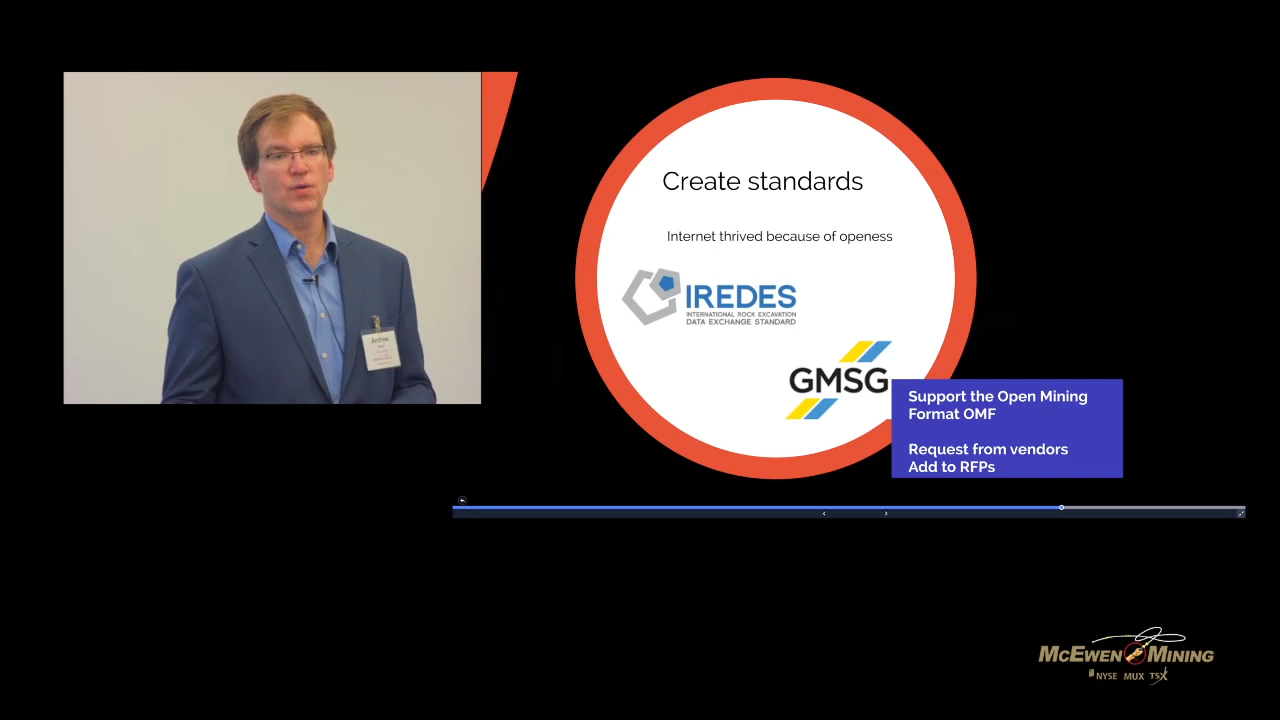 Andrew
Create standards
Internet thrived because of openess
IREDES
INTERNATIONAL ROCK EXCAVATION
DATA EXCHANGE STANDARD
GMSG
Support the Open Mining
Format OMF
Request from vendors
Add to RFPs
McEWEN MINING
NYSE MUX TSX